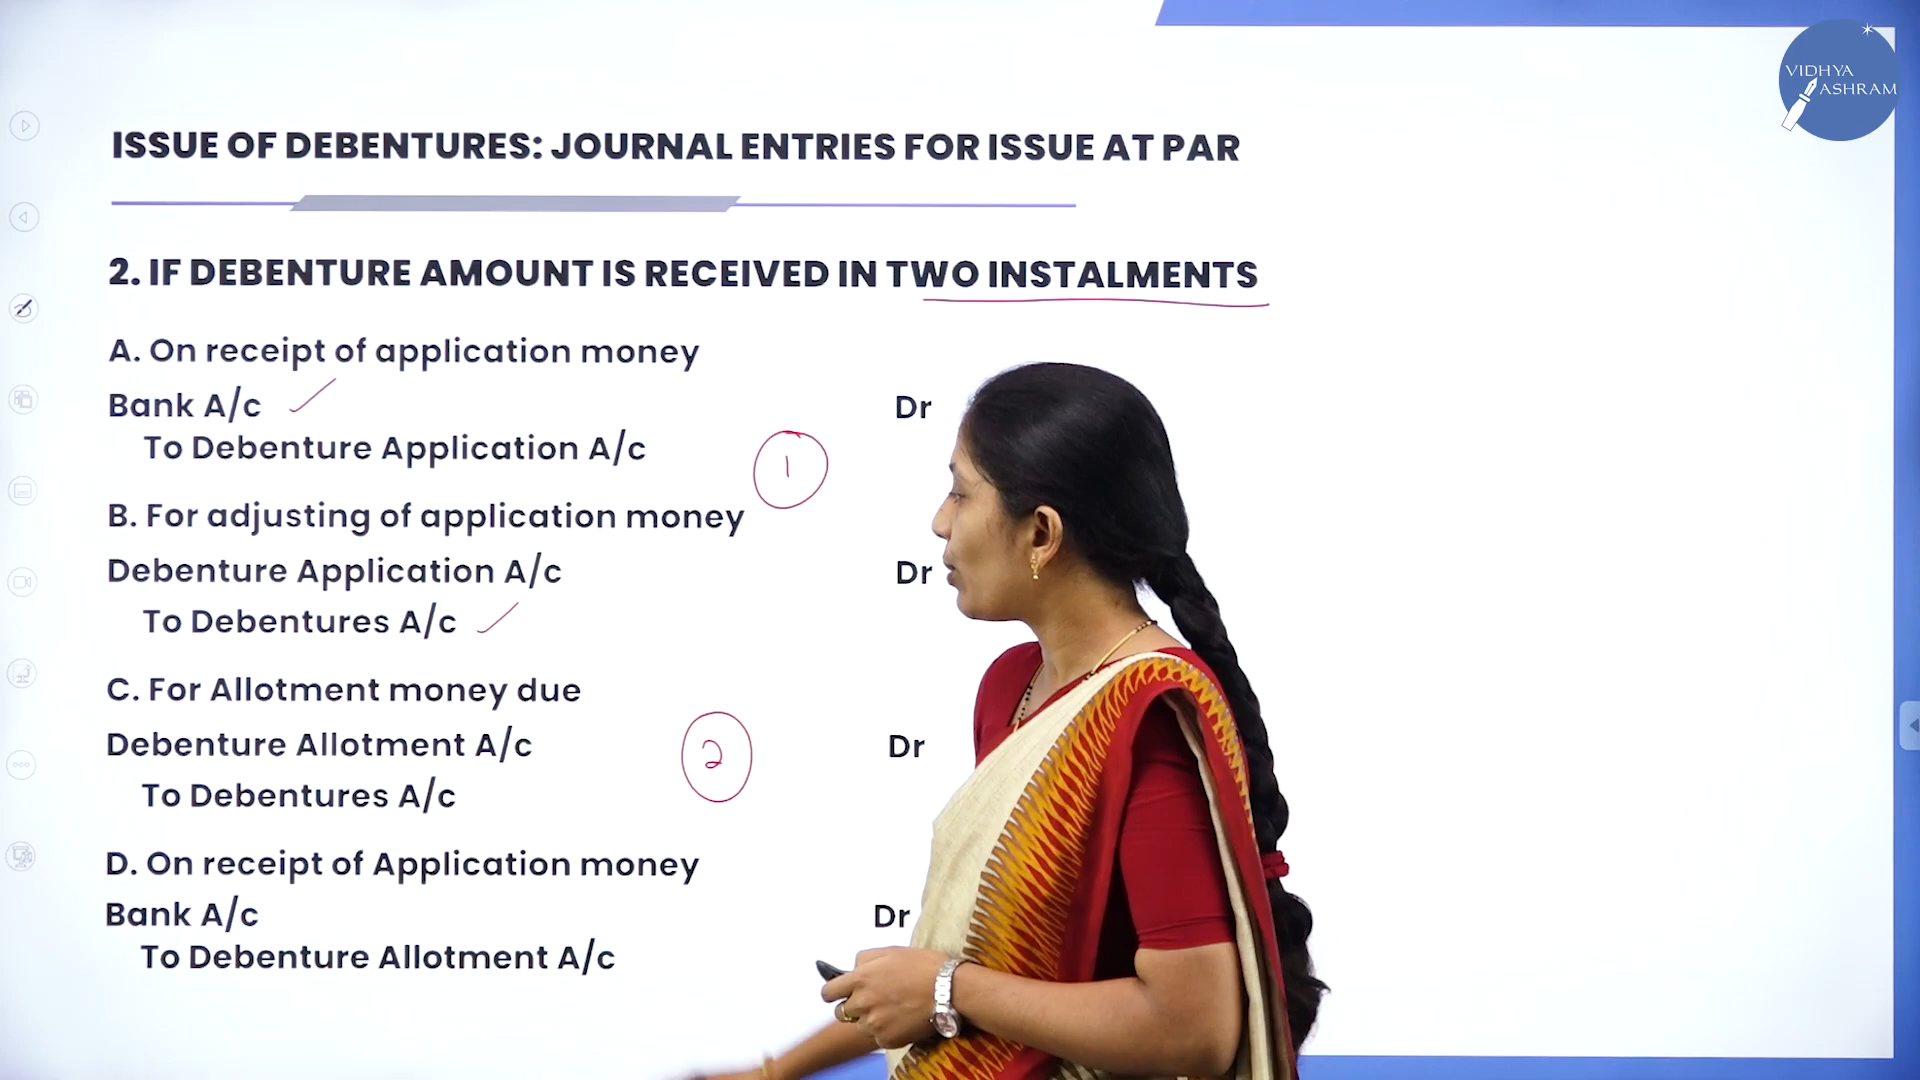 VIDHYA
ASHRAM
ISSUE OF DEBENTURES: JOURNAL ENTRIES FOR ISSUE AT PAR
2. IF DEBENTURE AMOUNT IS RECEIVED IN TWO INSTALMENTS
A. On receipt of application money
Bank A/c Dr
To Debenture Application A/c
1
B. For adjusting of application money
Debenture Application A/c Dr
To Debentures A/c
C. For Allotment money due
Debenture Allotment A/c Dr
2
To Debentures A/c
D. On receipt of Application money
Bank A/c Dr
To Debenture Allotment A/c